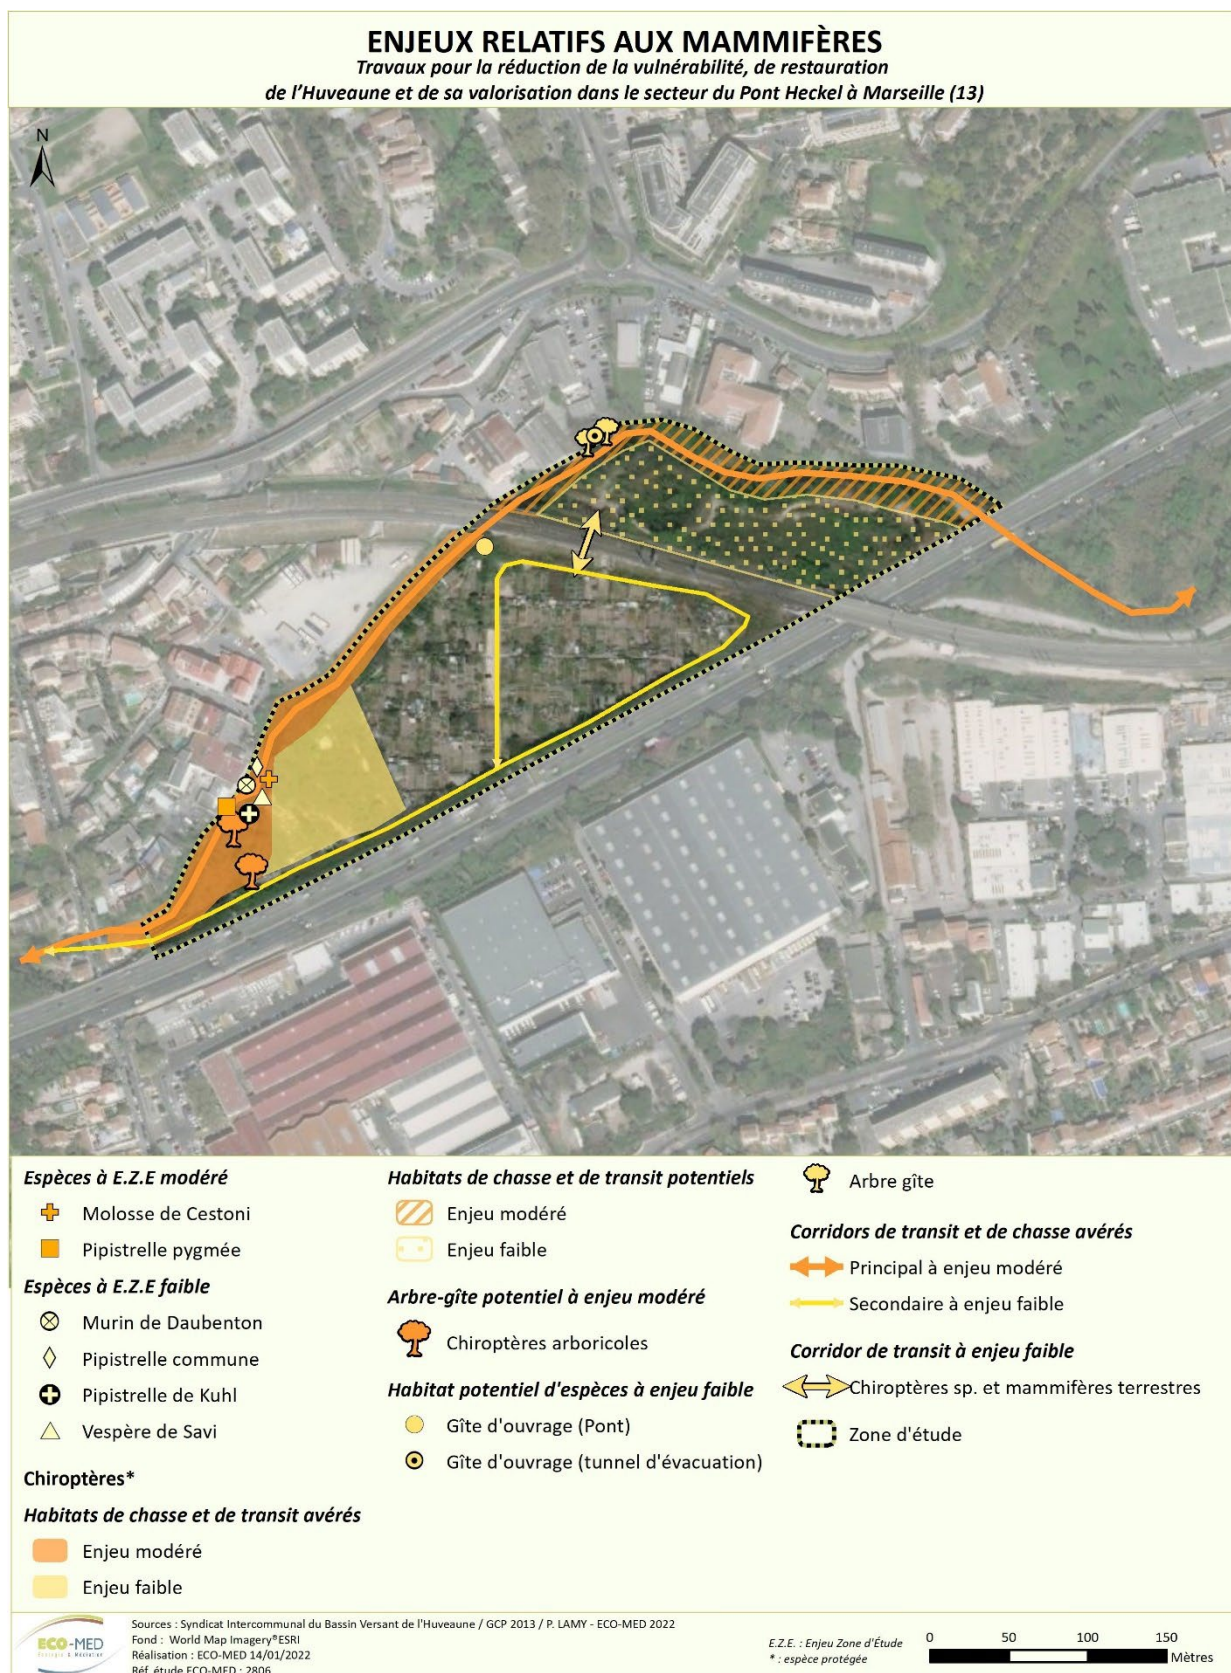 ENJEUX RELATIFS AUX MAMMIFÈRES
Travaux pour la réduction de la vulnérabilité, de restauration
de l'Huveaune et de sa valorisation dans le secteur du Pont Heckel à Marseille (13)
N
Espèces à E.Z.E modéré
Molosse de Cestoni
Pipistrelle pygmée
Espèces à E.Z.E faible
Murin de Daubenton
Pipistrelle commune
Pipistrelle de Kuhl
Vespère de Savi
Chiroptères*
Habitats de chasse et de transit avérés
Enjeu modéré
Enjeu faible
Habitats de chasse et de transit potentiels
Enjeu modéré
Enjeu faible
Arbre-gîte potentiel à enjeu modéré
Chiroptères arboricoles
Habitat potentiel d'espèces à enjeu faible
Gîte d'ouvrage (Pont)
Gîte d'ouvrage (tunnel d'évacuation)
Arbre gîte
Corridors de transit et de chasse avérés
Principal à enjeu modéré
Secondaire à enjeu faible
Corridor de transit à enjeu faible
Chiroptères sp. et mammifères terrestres
Zone d'étude
ECO-MED
Écologie & Médiation
Sources : Syndicat Intercommunal du Bassin Versant de l'Huveaune / GCP 2013 / P. LAMY - ECO-MED 2022
Fond : World Map Imagery®ESRI
Réalisation : ECO-MED 14/01/2022
Réf. étude ECO-MED : 2806
E.Z.E. : Enjeu Zone d'Étude
* : espèce protégée
0 50 100 150
Mètres